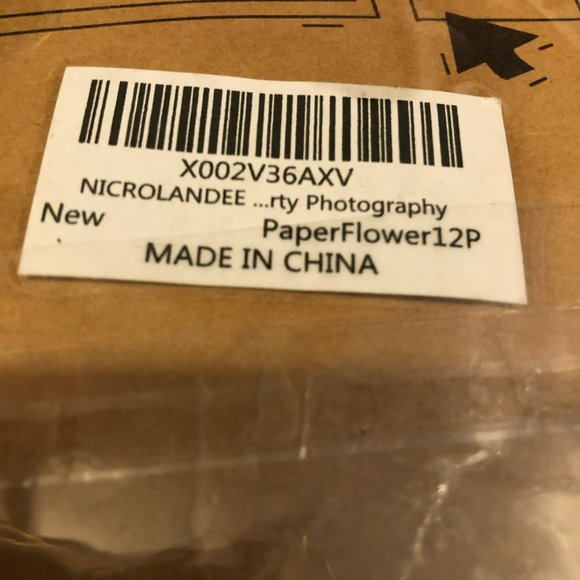 X002V36AXV
NICROLANDEE ...rty Photography
New
PaperFlower12P
MADE IN CHINA